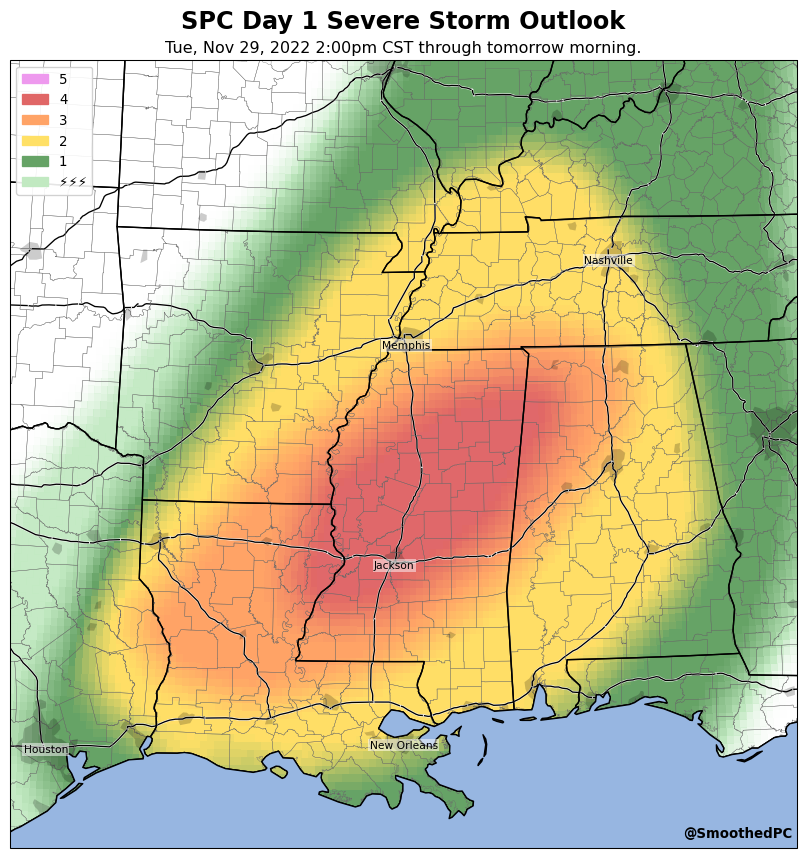 SPC Day 1 Severe Storm Outlook
Tue, Nov 29, 2022 2:00pm CST through tomorrow morning.
5
4
3
2
1
⚡⚡⚡
Nashville
Memphis
Jackson
New Orleans
Houston
@SmoothedPC